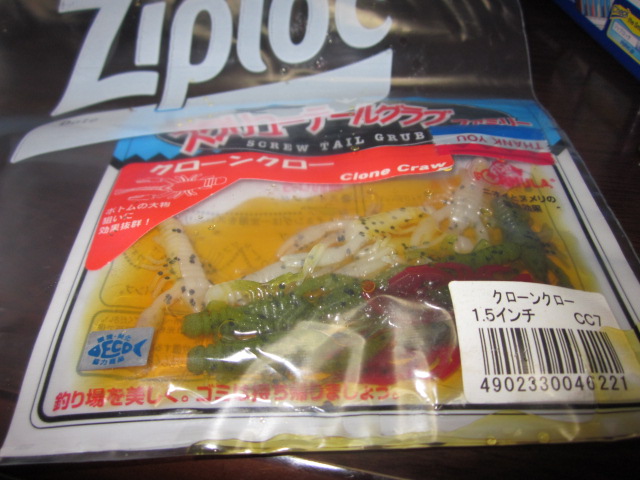 Ziploc
スクリューテールグラブ
SCREW TAIL GRUB
THANK YOU
クローンクロー
Clone Craw
ボトムの大物
狙いに
効果抜群!
ECO
クローンクロー
1.5インチ CC7
4902330046221
釣り場を美しく。ゴミは持ち帰りましょう。